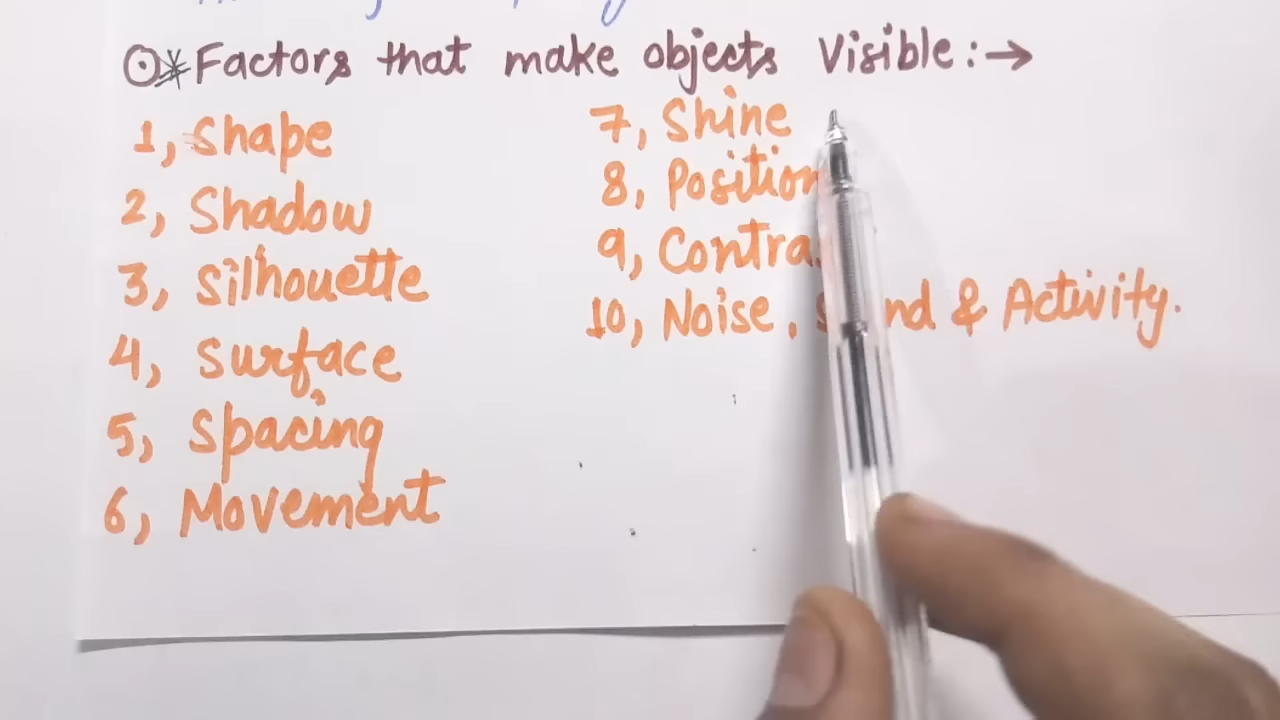 Factors that make objects Visible:→
1, Shape
2, Shadow
3, Silhouette
4, Surface
5, Spacing
6, Movement
7, Shine
8, Position
9,
10, Noise, & Activity.